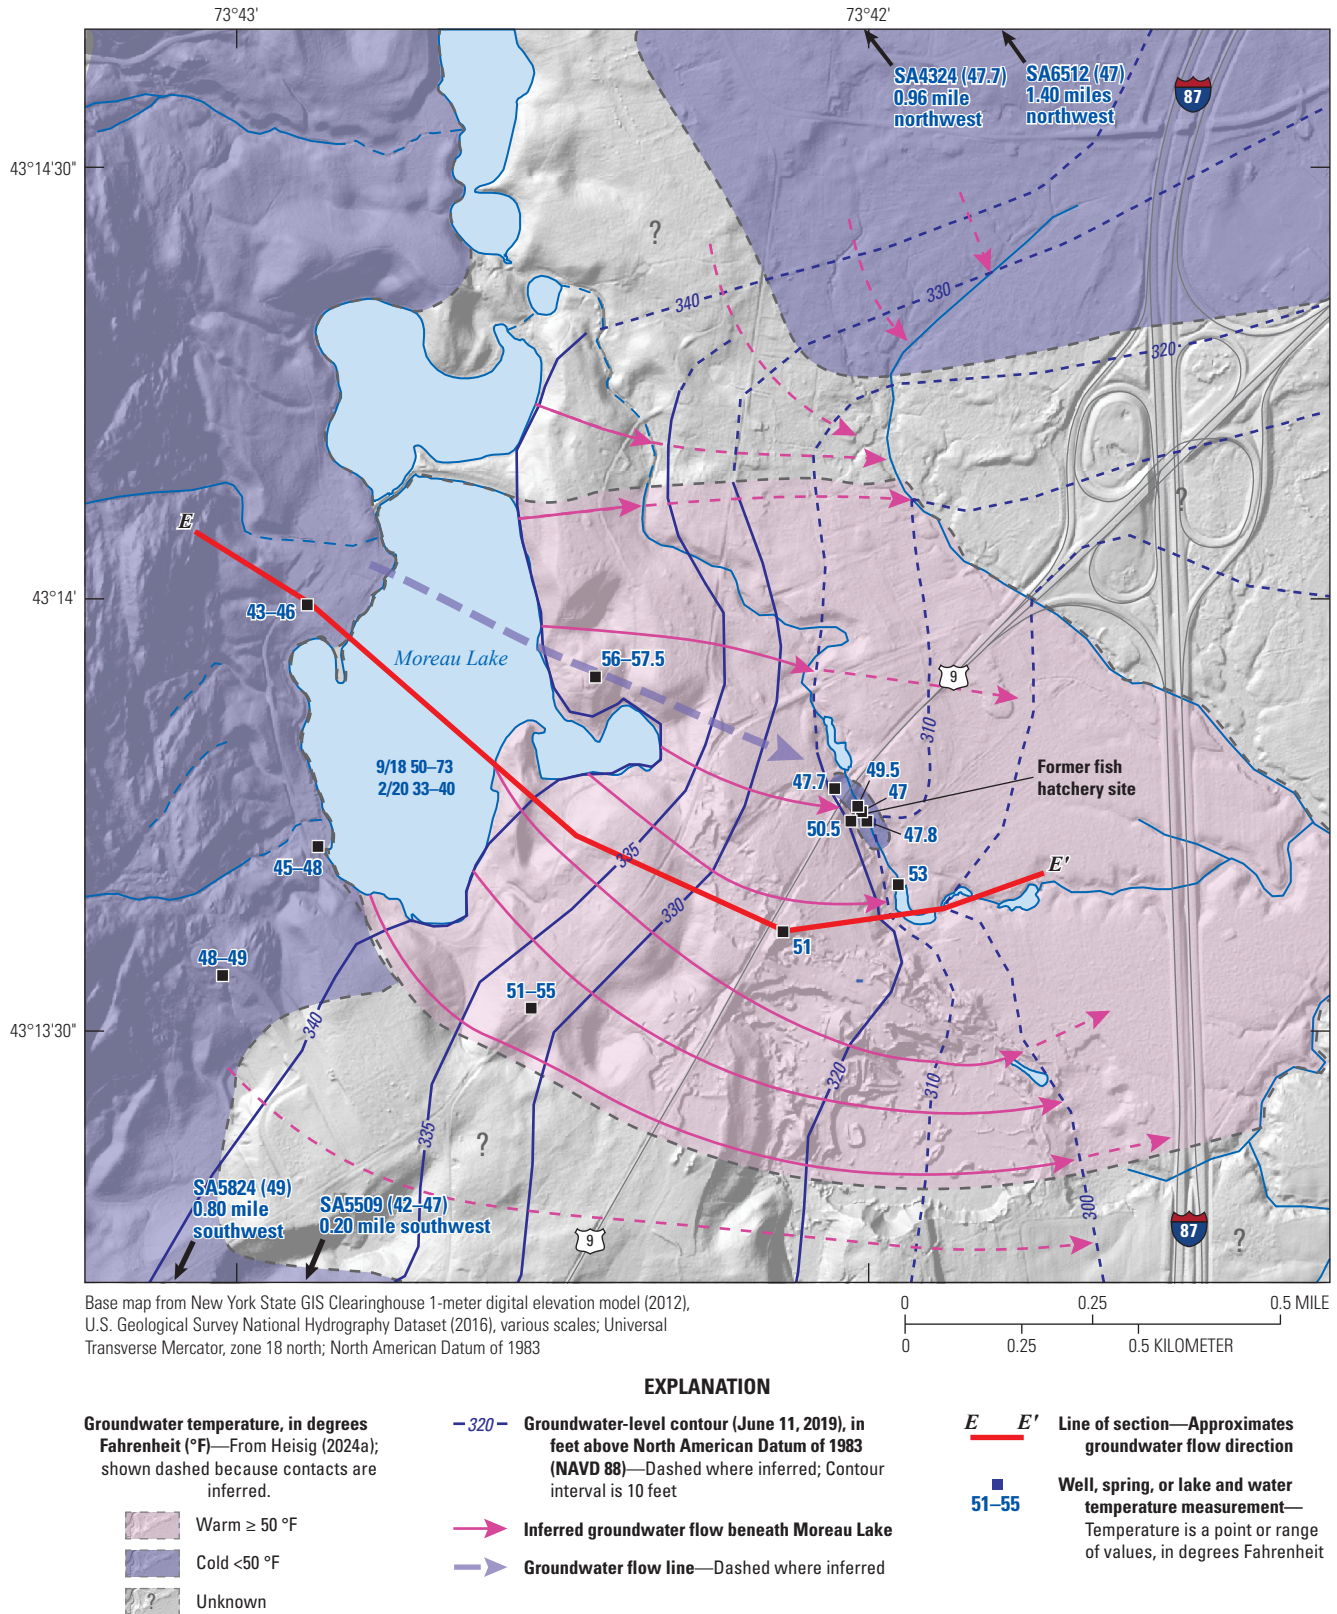 73°43'
73°42'
SA4324 (47.7)
0.96 mile
northwest
SA6512 (47)
1.40 miles
northwest
87
43°14'30"
?
340
330
320
?
E
43°14'
43–46
Moreau Lake
56–57.5
9
310
9/18 50–73
2/20 33–40
47.7
49.5
47
Former fish
hatchery site
50.5
47.8
335
45–48
53
E'
330
51
48–49
51–55
340
43°13'30"
320
310
335
?
300
SA5824 (49)
0.80 mile
southwest
SA5509 (42–47)
0.20 mile southwest
9
87
?
Base map from New York State GIS Clearinghouse 1-meter digital elevation model (2012),
U.S. Geological Survey National Hydrography Dataset (2016), various scales; Universal
Transverse Mercator, zone 18 north; North American Datum of 1983
0 0.25 0.5 MILE
0 0.25 0.5 KILOMETER
EXPLANATION
Groundwater temperature, in degrees
Fahrenheit (°F)—From Heisig (2024a);
shown dashed because contacts are
inferred.
Warm ≥ 50 °F
Cold <50 °F
? Unknown
320 Groundwater-level contour (June 11, 2019), in
feet above North American Datum of 1983
(NAVD 88)—Dashed where inferred; Contour
interval is 10 feet
Inferred groundwater flow beneath Moreau Lake
Groundwater flow line—Dashed where inferred
E E' Line of section—Approximates
groundwater flow direction
51–55 Well, spring, or lake and water
temperature measurement—
Temperature is a point or range
of values, in degrees Fahrenheit